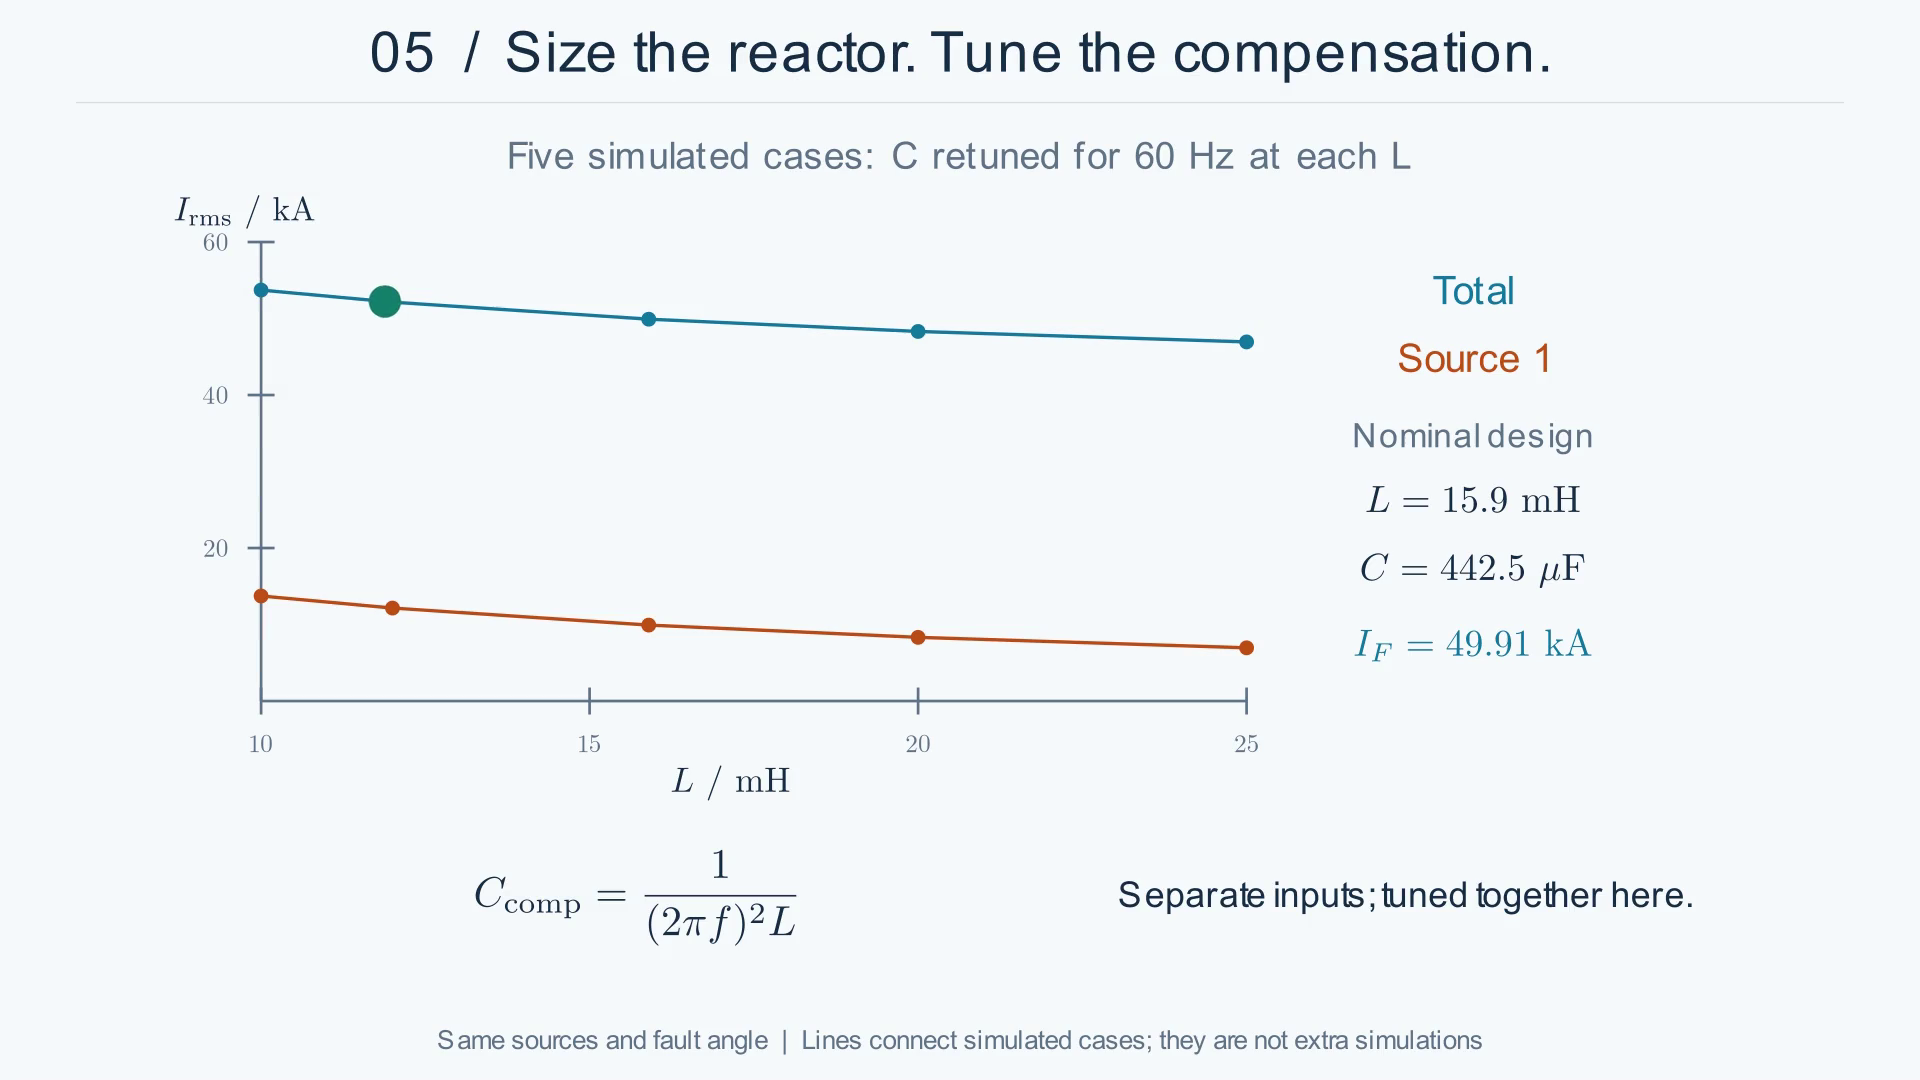 05 / Size the reactor. Tune the compensation.
Five simulated cases: C retuned for 60 Hz at each L
I_rms / kA
60
40
20
10 15 20 25
L / mH
Total
Source 1
Nominal design
L = 15.9 mH
C = 442.5 μF
I_F = 49.91 kA
C_comp = 1 / (2πf)²L
Separate inputs; tuned together here.
Same sources and fault angle | Lines connect simulated cases; they are not extra simulations